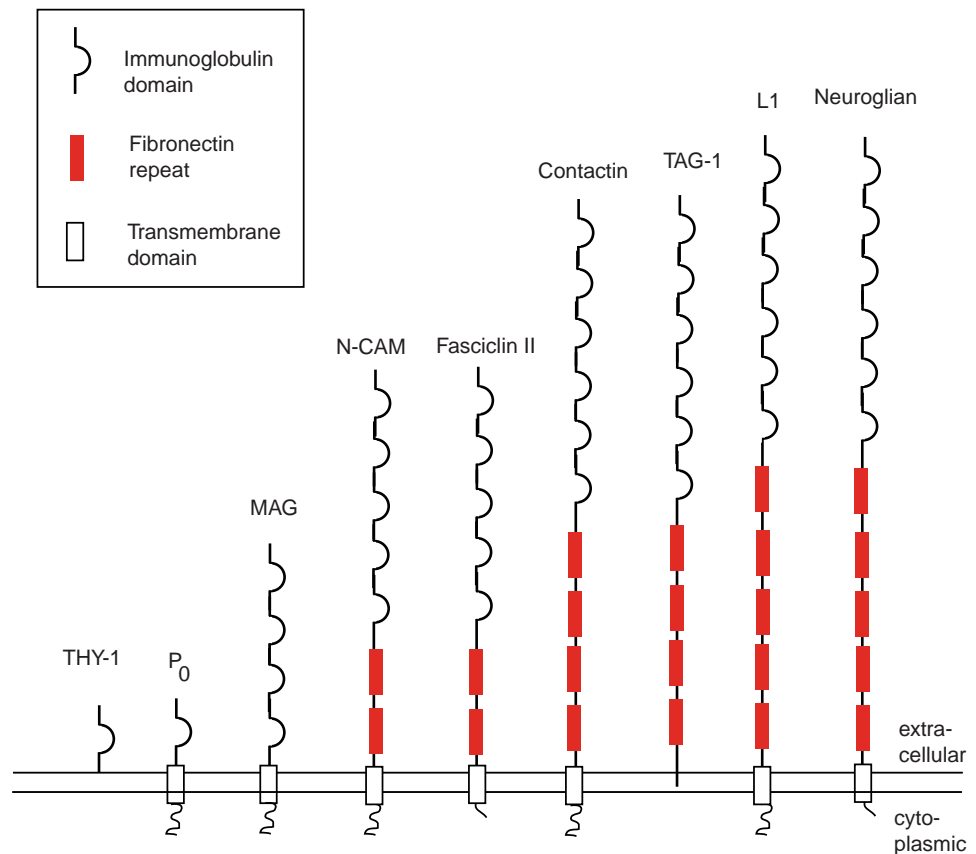 Immunoglobulin
domain
Fibronectin
repeat
Transmembrane
domain
L1
Neuroglian
Contactin
TAG-1
N-CAM
Fasciclin II
MAG
THY-1
P0
extra-
cellular
cyto-
plasmic